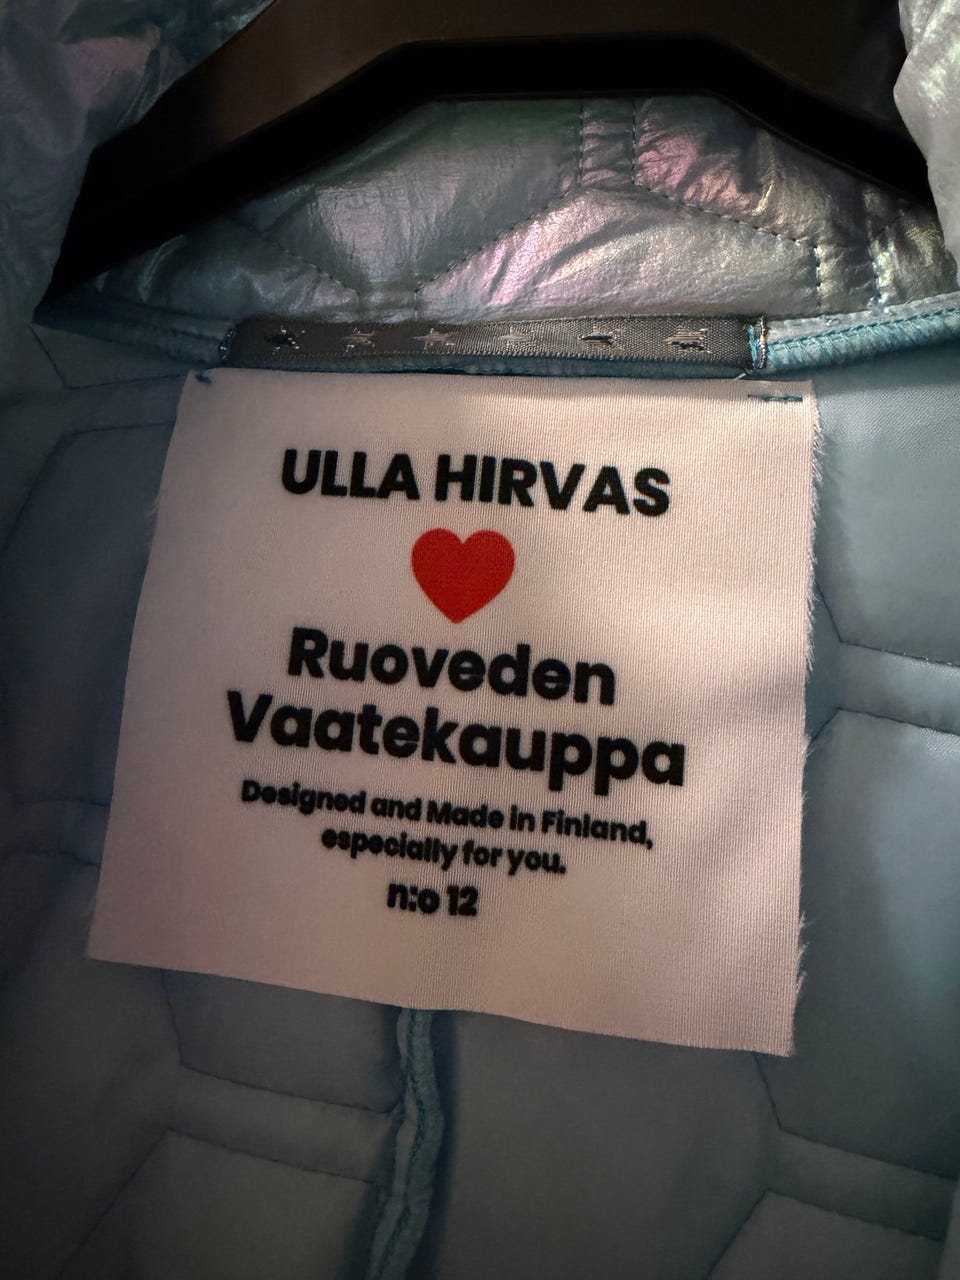 ULLA HIRVAS
Ruoveden
Vaatekauppa
Designed and Made in Finland,
especially for you.
n:o 12